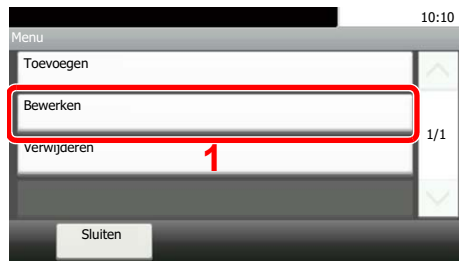 10:10
Menu
Toevoegen
Bewerken
1/1
Verwijderen
1
Sluiten